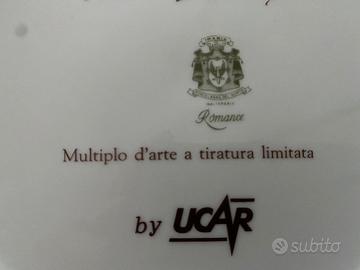 Romance
Multiplo d'arte a tiratura limitata
by UCAR
subito